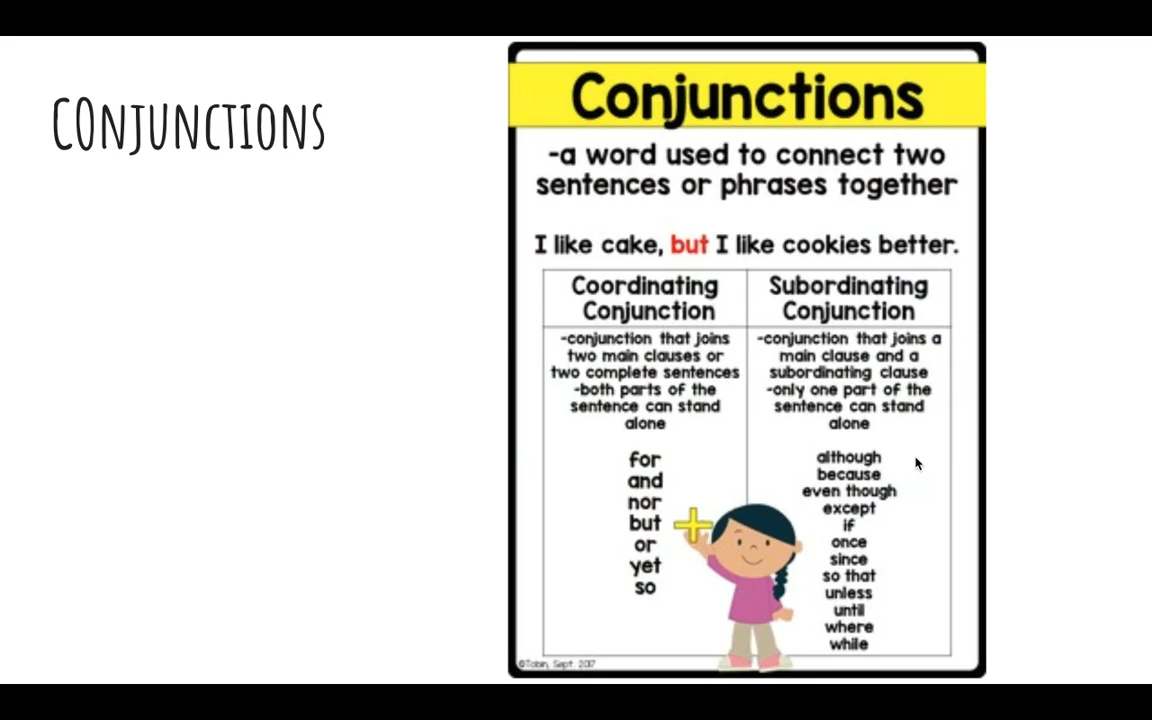 COnjunctions
Conjunctions
-a word used to connect two
sentences or phrases together
I like cake, but I like cookies better.
Coordinating
Conjunction
-conjunction that joins
two main clauses or
two complete sentences
-both parts of the
sentence can stand
alone
for
and
nor
but
or
yet
so
Subordinating
Conjunction
-conjunction that joins a
main clause and a
subordinating clause
-only one part of the
sentence can stand
alone
although
because
even though
except
if
once
since
so that
unless
until
where
while
©Tobin, Sept. 2017